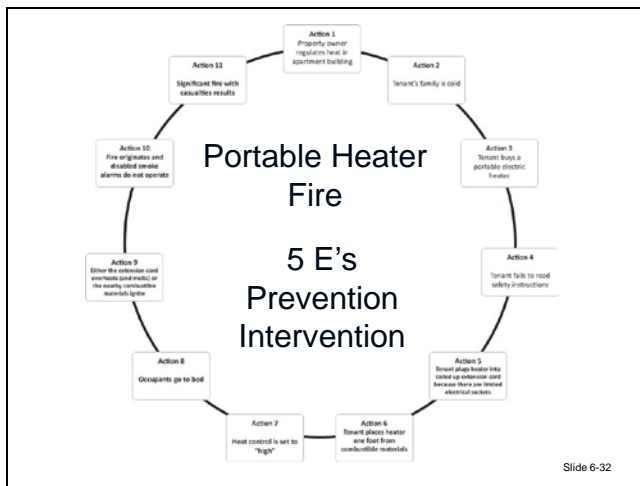 Portable Heater
Fire
5 E's
Prevention
Intervention
Action 1
Property owner
regulates heat in
apartment building
Action 2
Tenant's family is cold
Action 3
Tenant buys a
portable electric
heater
Action 4
Tenant fails to read
safety instructions
Action 5
Tenant plugs heater into
coiled up extension cord
because there are limited
electrical sockets
Action 6
Tenant places heater
one foot from
combustible materials
Action 7
Heat control is set to
"high"
Action 8
Occupants go to bed
Action 9
Either the extension cord
overheats (and melts) or
the nearby combustible
materials ignite
Action 10
Fire originates and
disabled smoke
alarms do not operate
Action 11
Significant fire with
casualties results
Slide 6-32